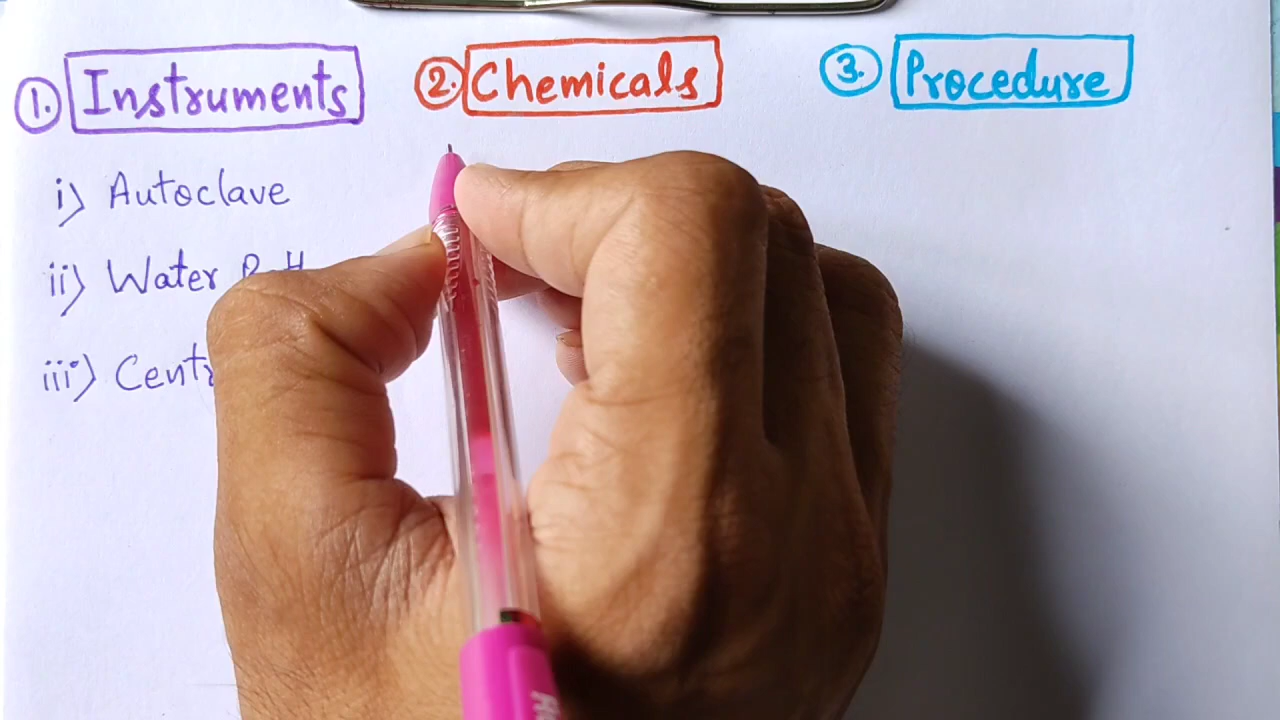 1. Instruments
2. Chemicals
3. Procedure
i) Autoclave
ii) Water
iii)